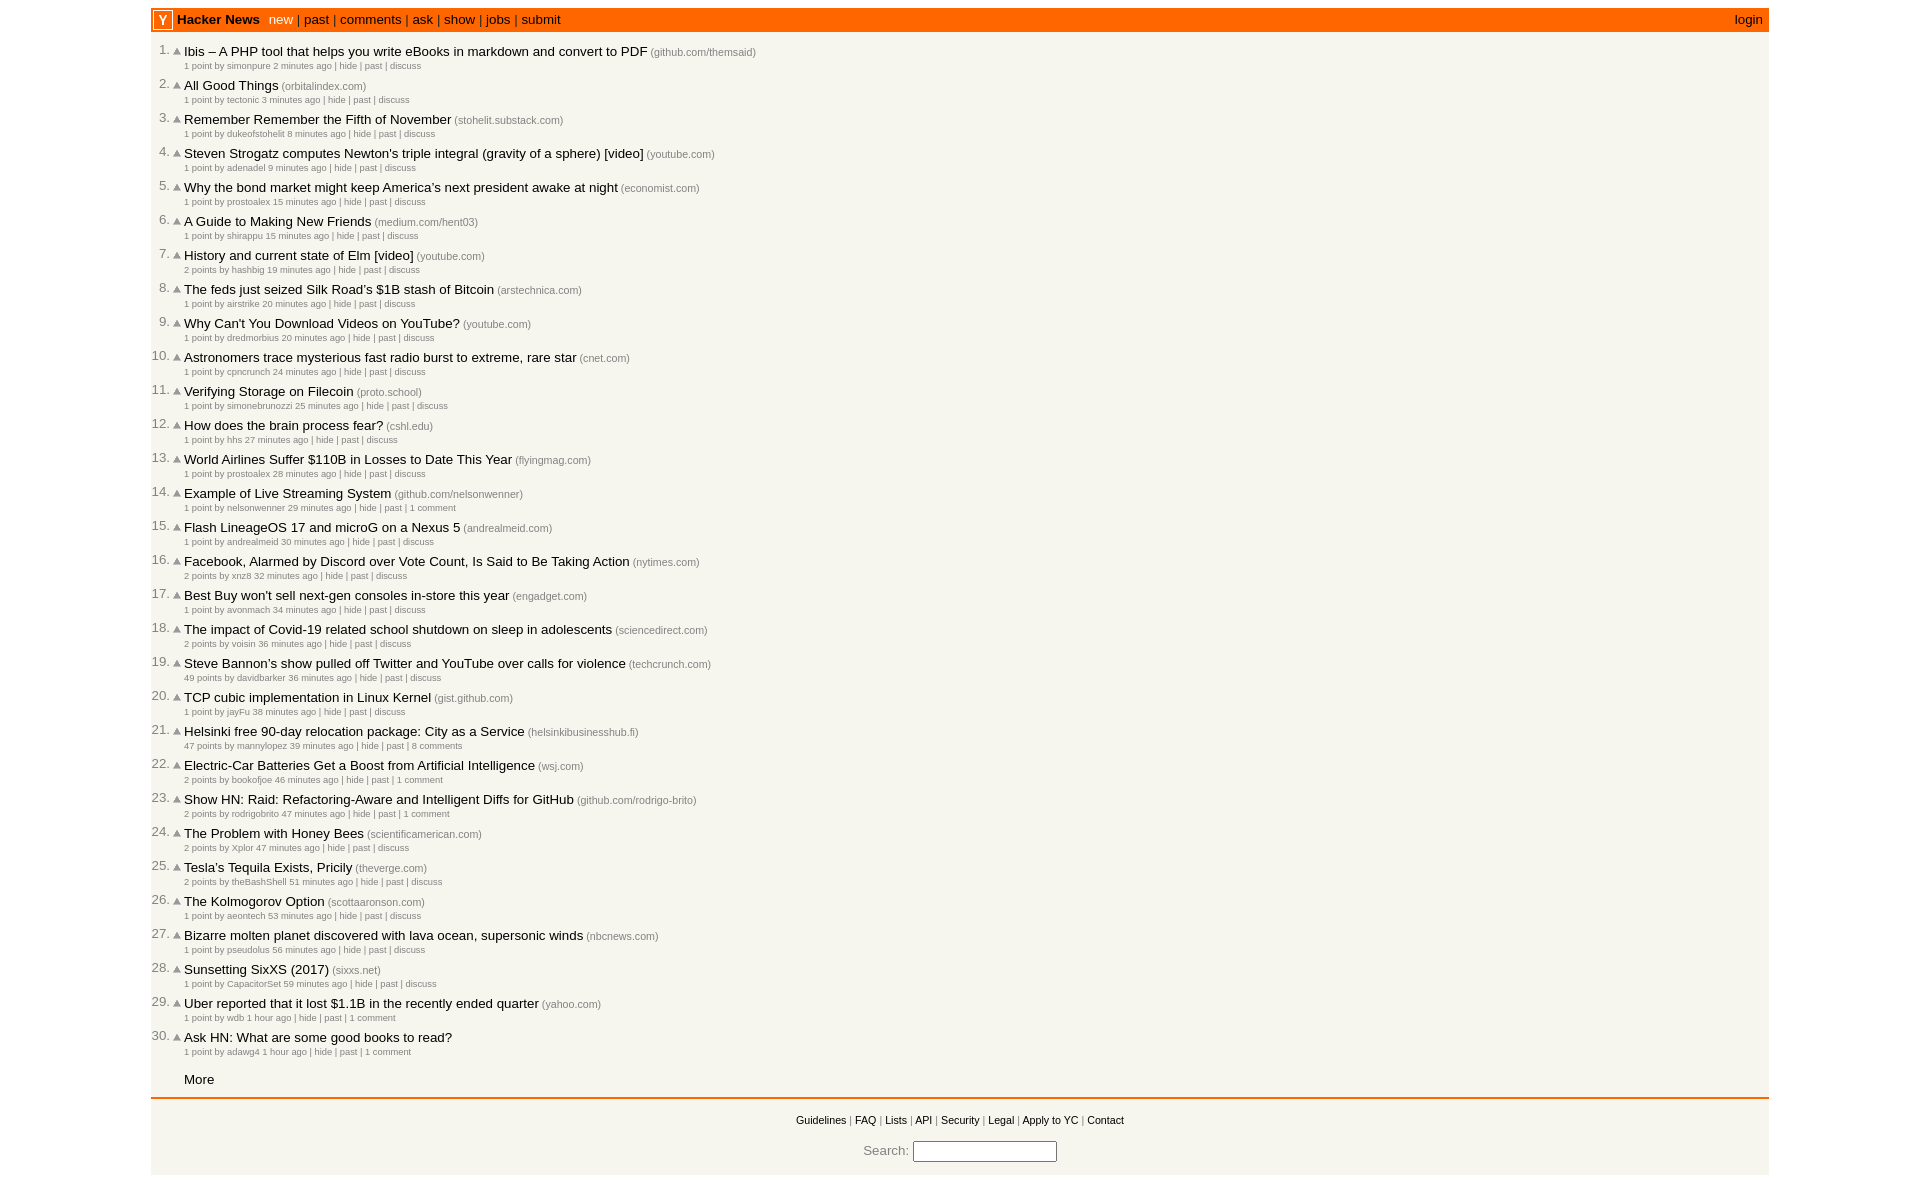 Y Hacker News new | past | comments | ask | show | jobs | submit login
1. Ibis – A PHP tool that helps you write eBooks in markdown and convert to PDF (github.com/themsaid)
1 point by simonpure 2 minutes ago | hide | past | discuss
2. All Good Things (orbitalindex.com)
1 point by tectonic 3 minutes ago | hide | past | discuss
3. Remember Remember the Fifth of November (stohelit.substack.com)
1 point by dukeofstohelit 8 minutes ago | hide | past | discuss
4. Steven Strogatz computes Newton's triple integral (gravity of a sphere) [video] (youtube.com)
1 point by adenadel 9 minutes ago | hide | past | discuss
5. Why the bond market might keep America’s next president awake at night (economist.com)
1 point by prostoalex 15 minutes ago | hide | past | discuss
6. A Guide to Making New Friends (medium.com/hent03)
1 point by shirappu 15 minutes ago | hide | past | discuss
7. History and current state of Elm [video] (youtube.com)
2 points by hashbig 19 minutes ago | hide | past | discuss
8. The feds just seized Silk Road’s $1B stash of Bitcoin (arstechnica.com)
1 point by airstrike 20 minutes ago | hide | past | discuss
9. Why Can't You Download Videos on YouTube? (youtube.com)
1 point by dredmorbius 20 minutes ago | hide | past | discuss
10. Astronomers trace mysterious fast radio burst to extreme, rare star (cnet.com)
1 point by cpncrunch 24 minutes ago | hide | past | discuss
11. Verifying Storage on Filecoin (proto.school)
1 point by simonebrunozzi 25 minutes ago | hide | past | discuss
12. How does the brain process fear? (cshl.edu)
1 point by hhs 27 minutes ago | hide | past | discuss
13. World Airlines Suffer $110B in Losses to Date This Year (flyingmag.com)
1 point by prostoalex 28 minutes ago | hide | past | discuss
14. Example of Live Streaming System (github.com/nelsonwenner)
1 point by nelsonwenner 29 minutes ago | hide | past | 1 comment
15. Flash LineageOS 17 and microG on a Nexus 5 (andrealmeid.com)
1 point by andrealmeid 30 minutes ago | hide | past | discuss
16. Facebook, Alarmed by Discord over Vote Count, Is Said to Be Taking Action (nytimes.com)
2 points by xnz8 32 minutes ago | hide | past | discuss
17. Best Buy won't sell next-gen consoles in-store this year (engadget.com)
1 point by avonmach 34 minutes ago | hide | past | discuss
18. The impact of Covid-19 related school shutdown on sleep in adolescents (sciencedirect.com)
2 points by voisin 36 minutes ago | hide | past | discuss
19. Steve Bannon’s show pulled off Twitter and YouTube over calls for violence (techcrunch.com)
49 points by davidbarker 36 minutes ago | hide | past | discuss
20. TCP cubic implementation in Linux Kernel (gist.github.com)
1 point by jayFu 38 minutes ago | hide | past | discuss
21. Helsinki free 90-day relocation package: City as a Service (helsinkibusinesshub.fi)
47 points by mannylopez 39 minutes ago | hide | past | 8 comments
22. Electric-Car Batteries Get a Boost from Artificial Intelligence (wsj.com)
2 points by bookofjoe 46 minutes ago | hide | past | 1 comment
23. Show HN: Raid: Refactoring-Aware and Intelligent Diffs for GitHub (github.com/rodrigo-brito)
2 points by rodrigobrito 47 minutes ago | hide | past | 1 comment
24. The Problem with Honey Bees (scientificamerican.com)
2 points by Xplor 47 minutes ago | hide | past | discuss
25. Tesla’s Tequila Exists, Pricily (theverge.com)
2 points by theBashShell 51 minutes ago | hide | past | discuss
26. The Kolmogorov Option (scottaaronson.com)
1 point by aeontech 53 minutes ago | hide | past | discuss
27. Bizarre molten planet discovered with lava ocean, supersonic winds (nbcnews.com)
1 point by pseudolus 56 minutes ago | hide | past | discuss
28. Sunsetting SixXS (2017) (sixxs.net)
1 point by CapacitorSet 59 minutes ago | hide | past | discuss
29. Uber reported that it lost $1.1B in the recently ended quarter (yahoo.com)
1 point by wdb 1 hour ago | hide | past | 1 comment
30. Ask HN: What are some good books to read?
1 point by adawg4 1 hour ago | hide | past | 1 comment
More
Guidelines | FAQ | Lists | API | Security | Legal | Apply to YC | Contact
Search: